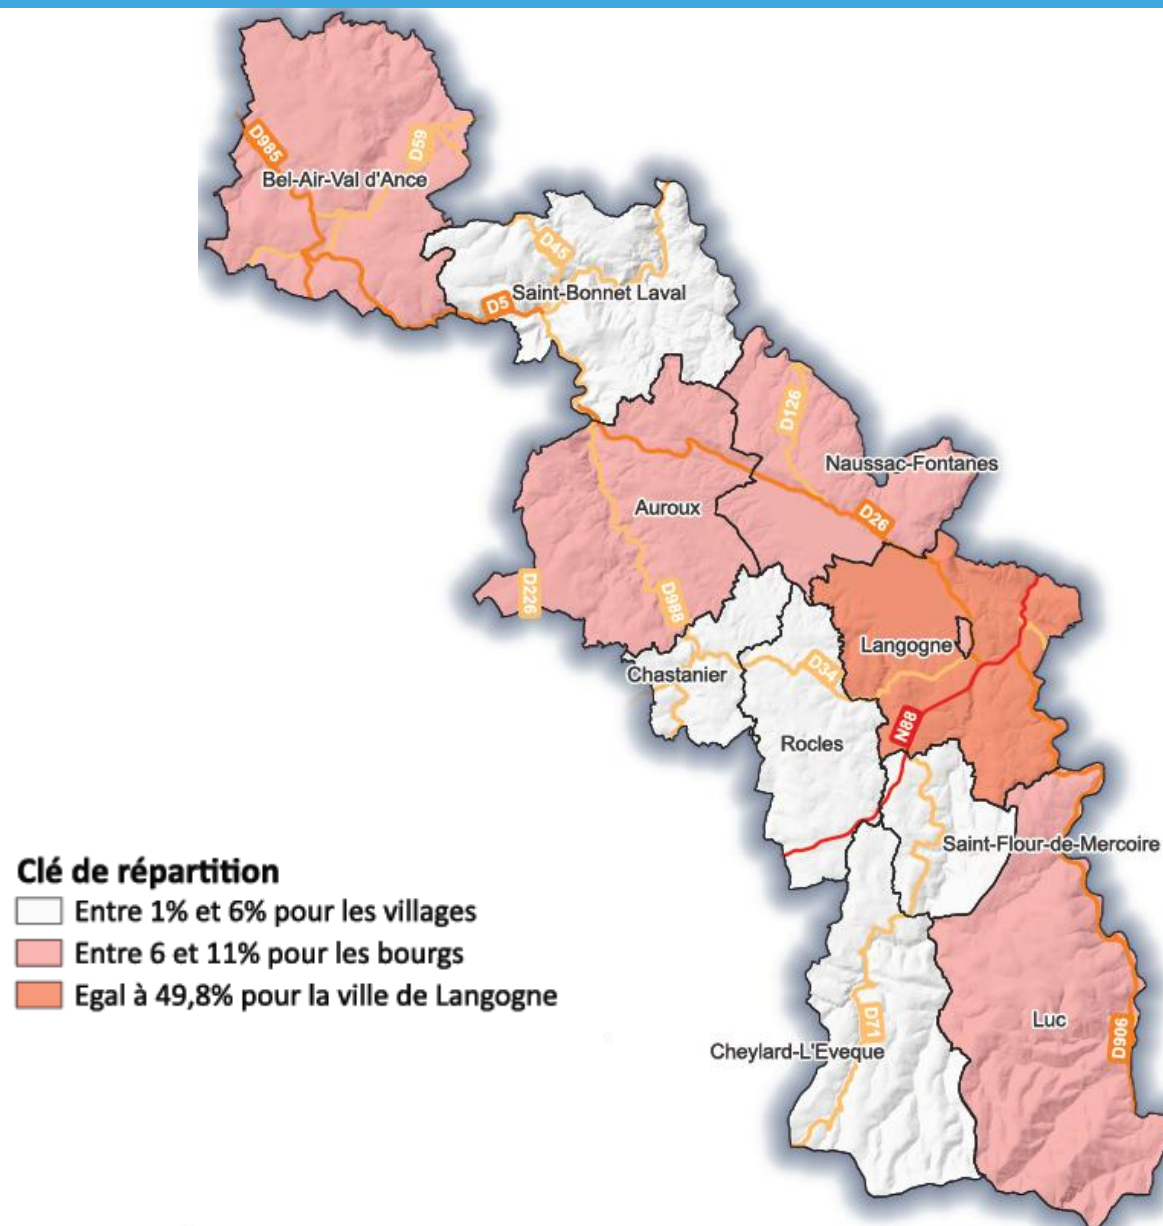 D985
D59
Bel-Air-Val d'Ance
D45
Saint-Bonnet Laval
D5
D126
Naussac-Fontanes
Auroux
D26
D226
D988
Langogne
Chastanier
D34
N88
Rocles
Saint-Flour-de-Mercoire
Clé de répartition
Entre 1% et 6% pour les villages
Entre 6 et 11% pour les bourgs
Egal à 49,8% pour la ville de Langogne
Luc
D71
D906
Cheylard-L'Eveque